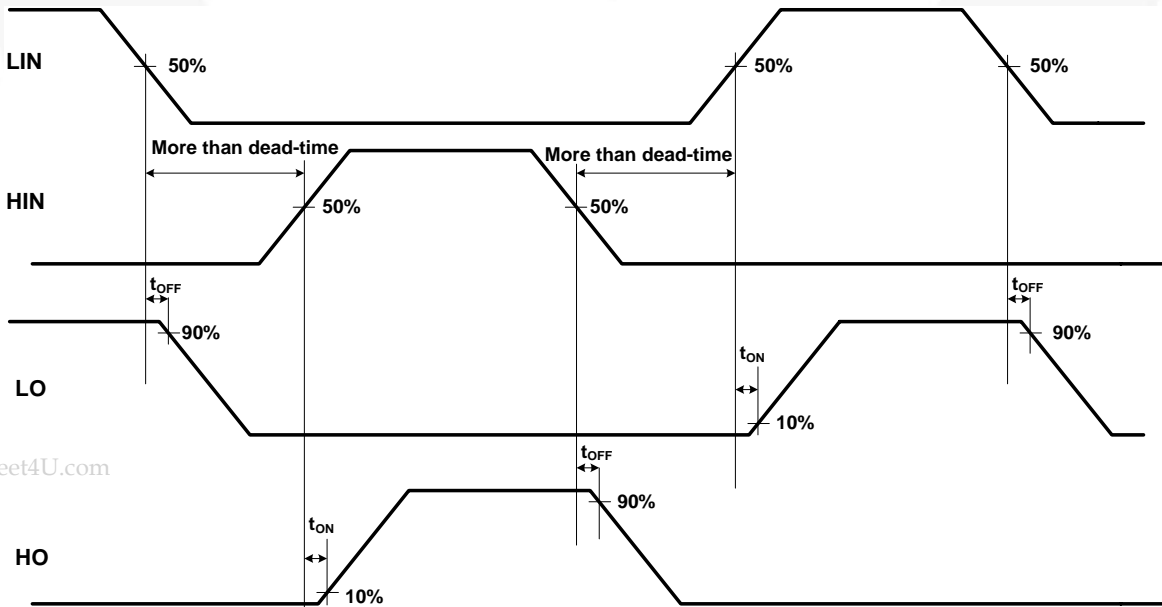 LIN
50%
50%
50%
More than dead-time
More than dead-time
HIN
50%
50%
tOFF
90%
tOFF
90%
LO
tON
10%
eet4U.com
tOFF
90%
tON
HO
10%